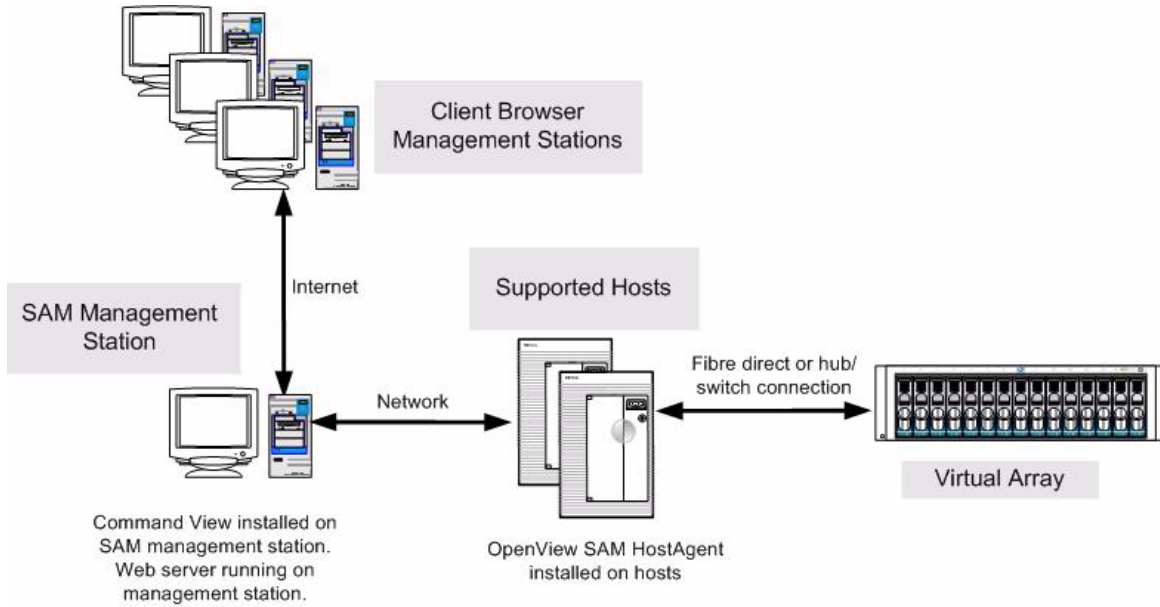 Client Browser
Management Stations
Internet
SAM Management
Station
Supported Hosts
Fibre direct or hub/
switch connection
Network
Virtual Array
Command View installed on
SAM management station.
Web server running on
management station.
OpenView SAM HostAgent
installed on hosts